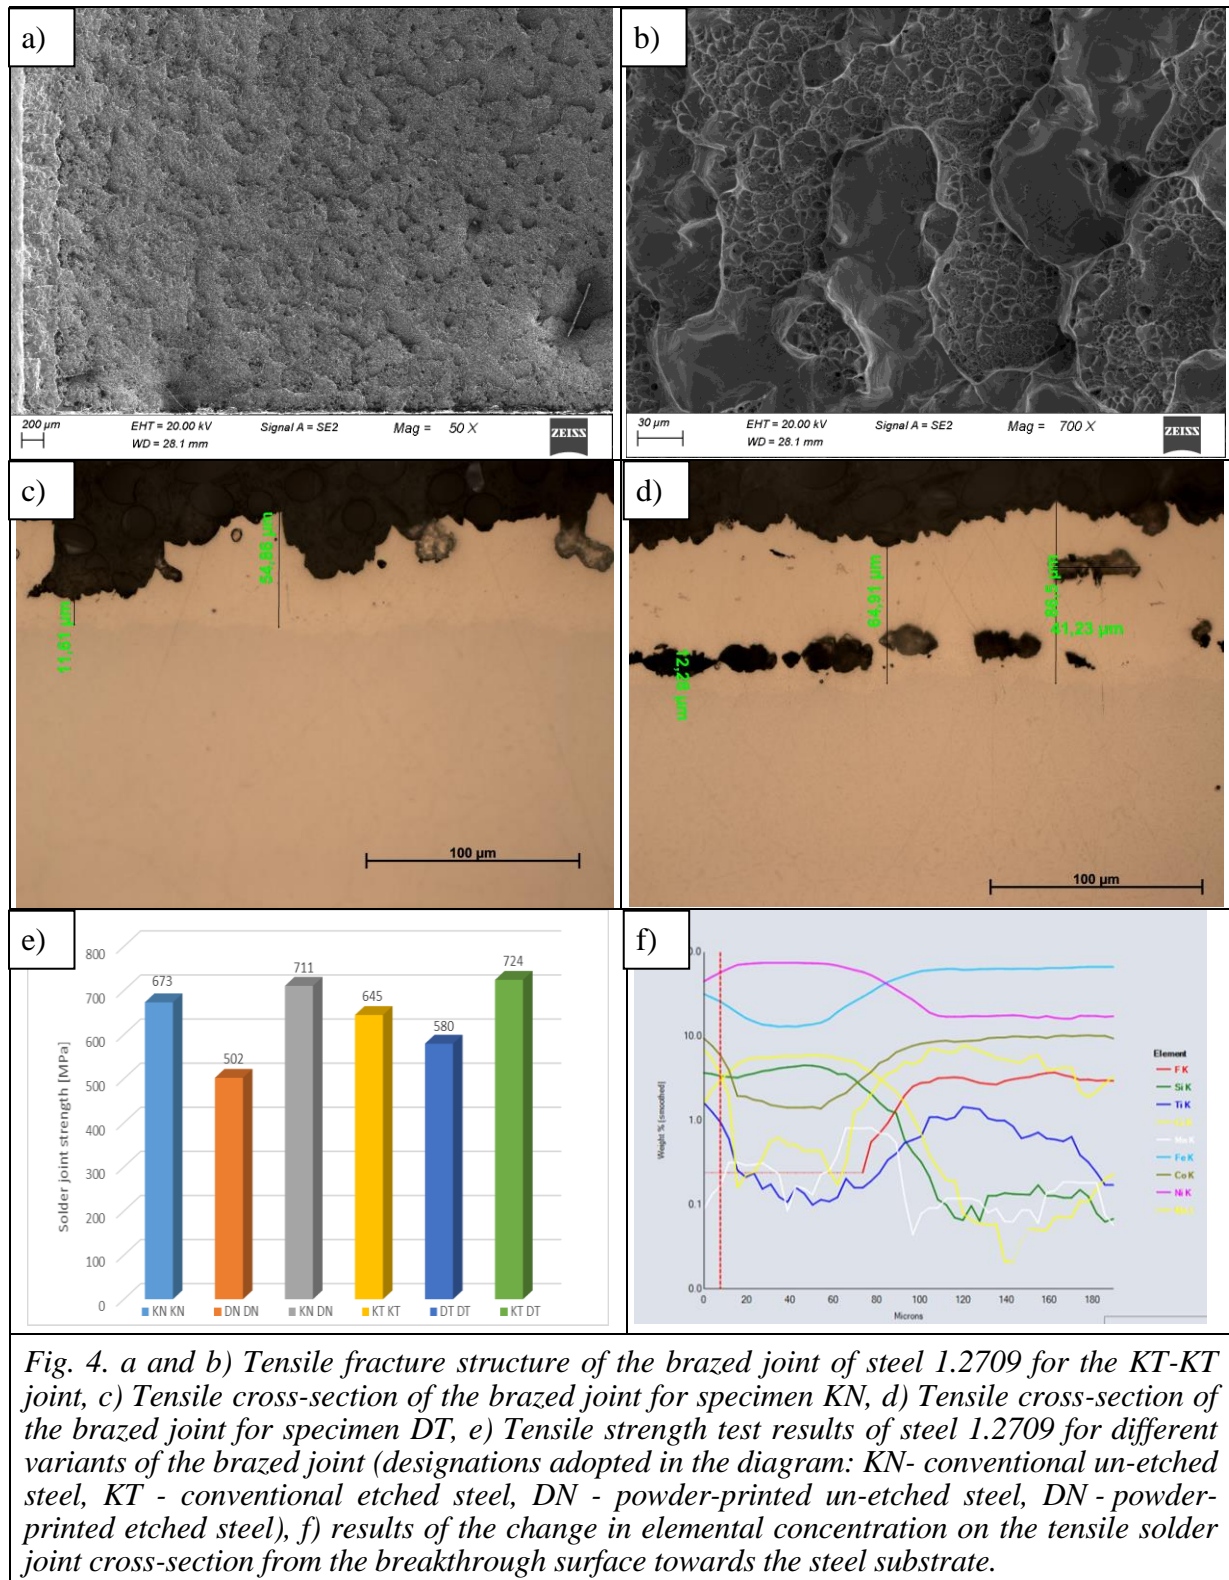 a)
200 µm
EHT = 20.00 kV
WD = 28.1 mm
Signal A = SE2
Mag = 50 X
ZEISS
b)
30 µm
EHT = 20.00 kV
WD = 28.1 mm
Signal A = SE2
Mag = 700 X
ZEISS
c)
11,61 µm
54,86 µm
100 µm
d)
64,91 µm
41,23 µm
100 µm
e)
Solder joint strength [MPa]
800
700
600
500
400
300
200
100
0
673
502
711
645
580
724
KN KN
DN DN
KN DN
KT KT
DT DT
KT DT
f)
Weight % [smoothed]
10.0
1.0
0.1
0.0
0
20
40
60
80
100
120
140
160
180
Microns
Element
F K
Si K
Ti K
Fe K
Co K
Ni K
Fig. 4. a and b) Tensile fracture structure of the brazed joint of steel 1.2709 for the KT-KT
joint, c) Tensile cross-section of the brazed joint for specimen KN, d) Tensile cross-section of
the brazed joint for specimen DT, e) Tensile strength test results of steel 1.2709 for different
variants of the brazed joint (designations adopted in the diagram: KN- conventional un-etched
steel, KT - conventional etched steel, DN - powder-printed un-etched steel, DN - powder-
printed etched steel), f) results of the change in elemental concentration on the tensile solder
joint cross-section from the breakthrough surface towards the steel substrate.